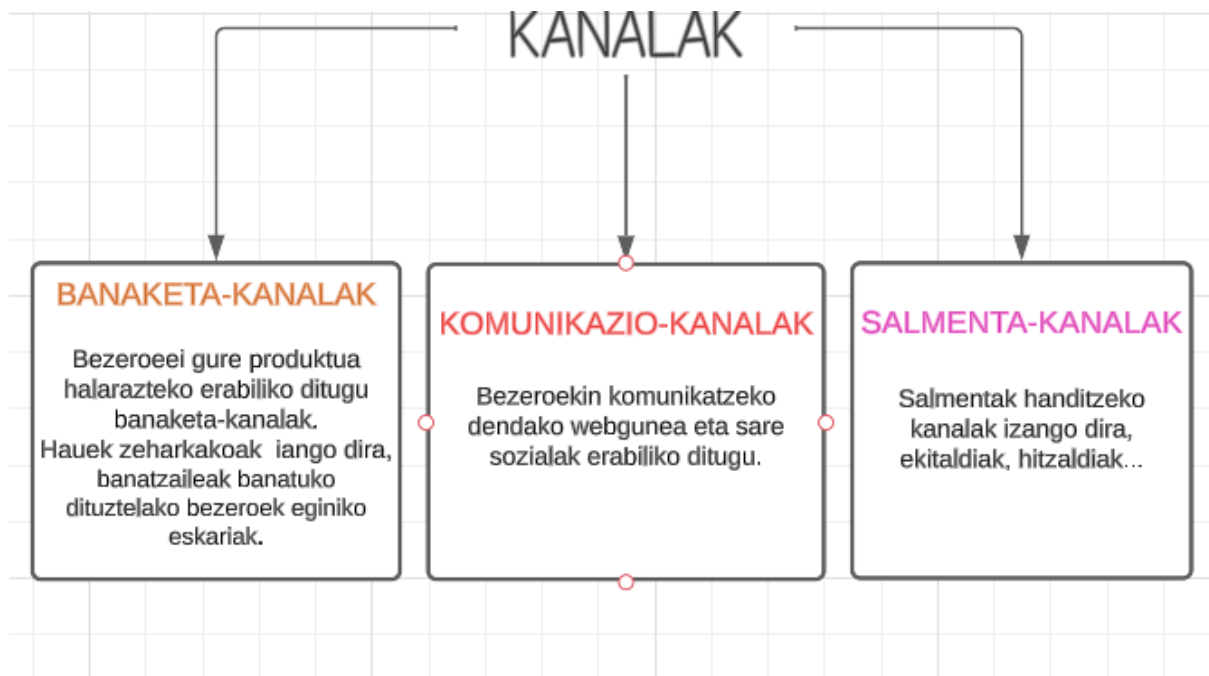 KANALAK
BANAKETA-KANALAK
Bezeroeei gure produktua
halarazteko erabiliko ditugu
banaketa-kanalak.
Hauek zeharkakoak iango dira,
banatzaileak banatuko
dituztelako bezeroek eginiko
eskariak.
KOMUNIKAZIO-KANALAK
Bezeroekin komunikatzeko
dendako webgunea eta sare
sozialak erabiliko ditugu.
SALMENTA-KANALAK
Salmentak handitzeko
kanalak izango dira,
ekitaldiak, hitzaldiak...